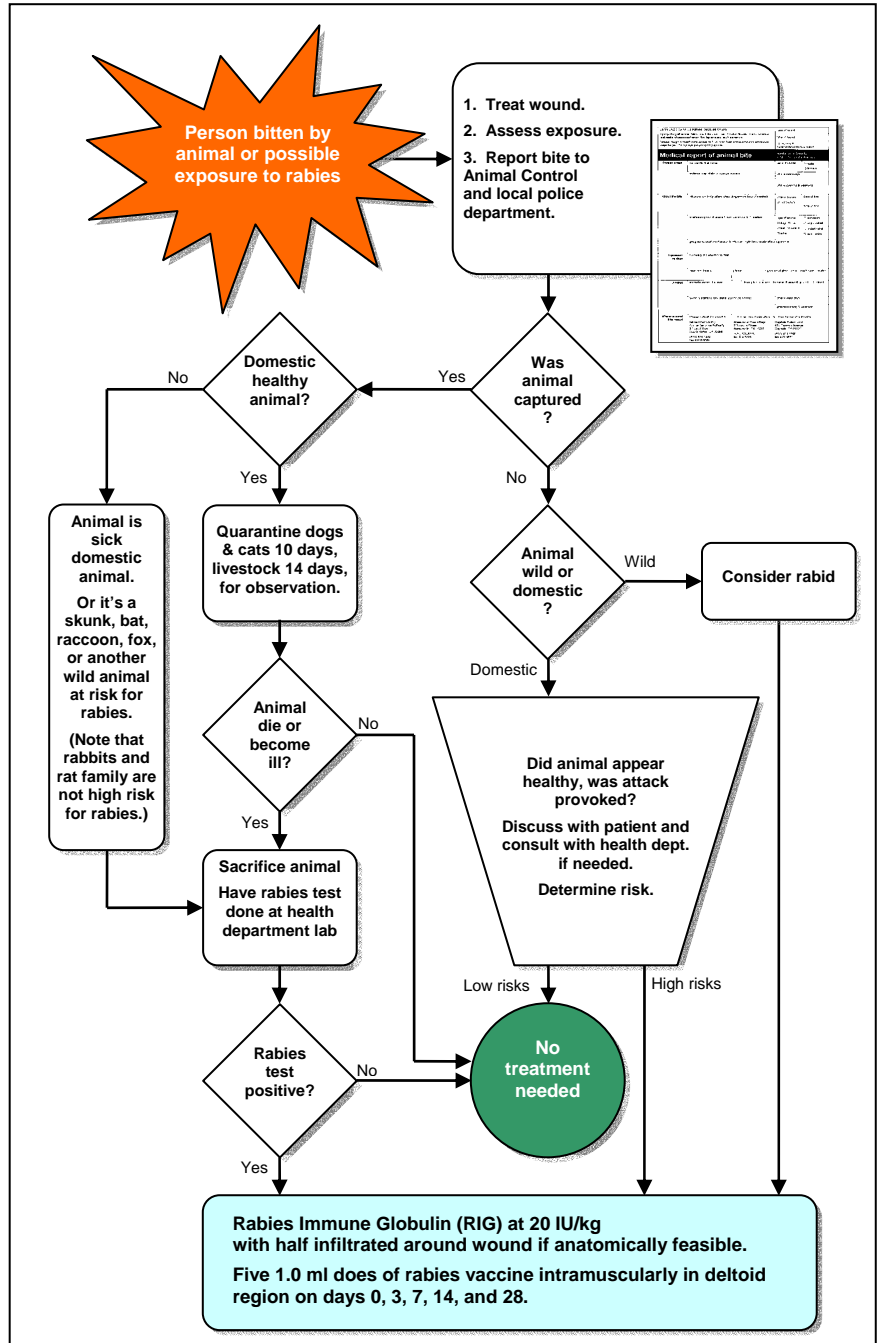 Person bitten by
animal or possible
exposure to rabies
1. Treat wound.
2. Assess exposure.
3. Report bite to
Animal Control
and local police
department.
Medical report of animal bite
Was
animal
captured
?
Yes
No
Domestic
healthy
animal?
No
Yes
Animal is
sick
domestic
animal.
Or it's a
skunk, bat,
raccoon, fox,
or another
wild animal
at risk for
rabies.
(Note that
rabbits and
rat family are
not high risk
for rabies.)
Quarantine dogs
& cats 10 days,
livestock 14 days,
for observation.
Animal
die or
become
ill?
No
Yes
Sacrifice animal
Have rabies test
done at health
department lab
Rabies
test
positive?
No
Yes
Animal
wild or
domestic
?
Wild
Domestic
Consider rabid
Did animal appear
healthy, was attack
provoked?
Discuss with patient and
consult with health dept.
if needed.
Determine risk.
Low risks
High risks
No
treatment
needed
Rabies Immune Globulin (RIG) at 20 IU/kg
with half infiltrated around wound if anatomically feasible.
Five 1.0 ml does of rabies vaccine intramuscularly in deltoid
region on days 0, 3, 7, 14, and 28.